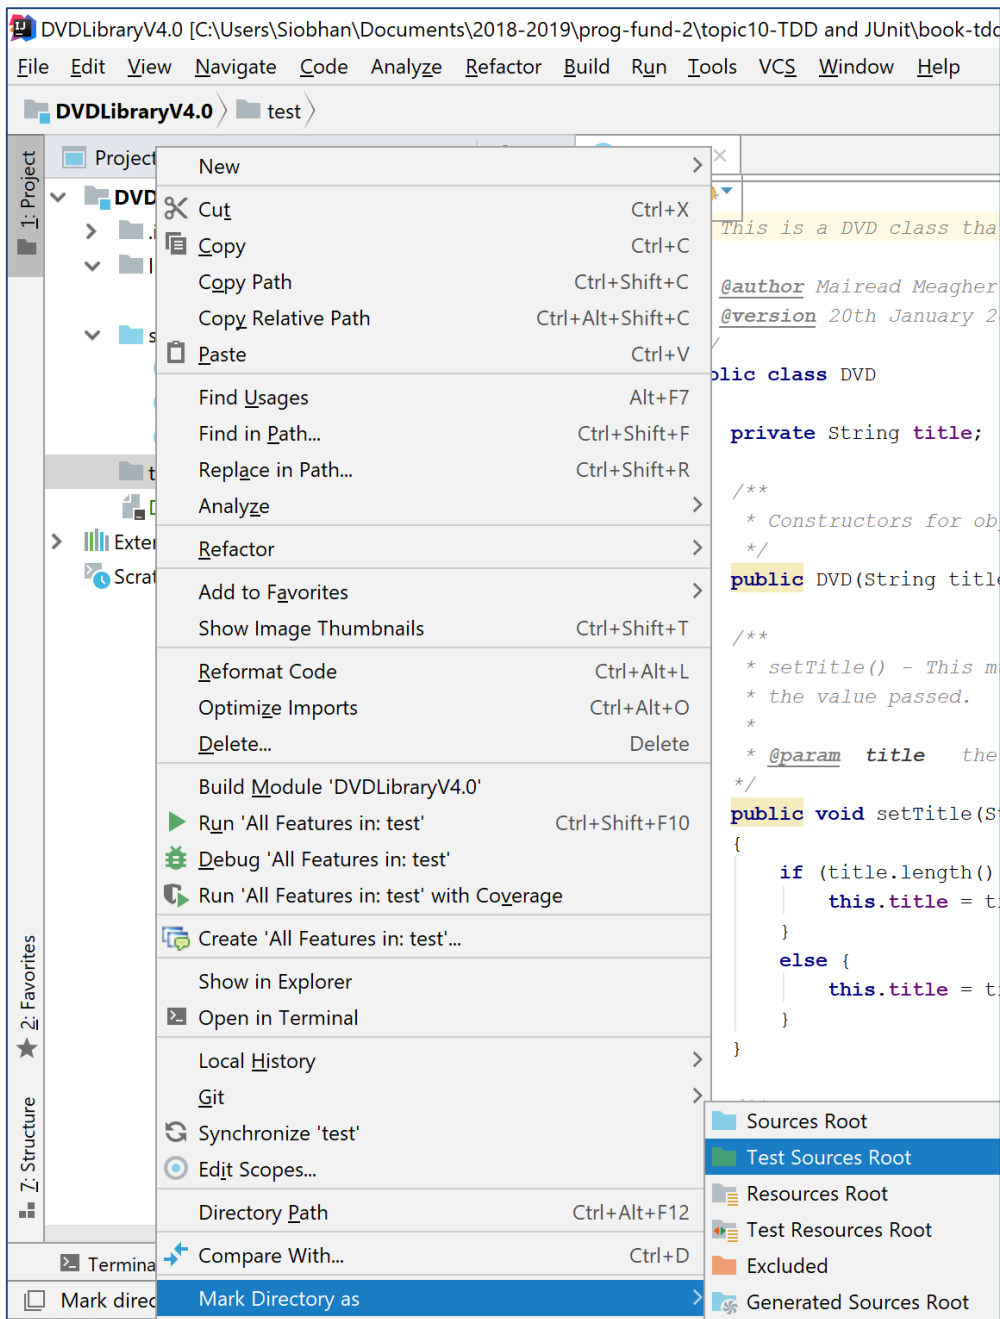 DVDLibraryV4.0 [C:\Users\Siobhan\Documents\2018-2019\prog-fund-2\topic10-TDD and JUnit\book-tdd
File Edit View Navigate Code Analyze Refactor Build Run Tools VCS Window Help
DVDLibraryV4.0 test
1: Project
Project
DVD
Exter
Scrat
2: Favorites
7: Structure
Termina
Mark direc
New
Cut Ctrl+X
Copy Ctrl+C
Copy Path Ctrl+Shift+C
Copy Relative Path Ctrl+Alt+Shift+C
Paste Ctrl+V
Find Usages Alt+F7
Find in Path... Ctrl+Shift+F
Replace in Path... Ctrl+Shift+R
Analyze
Refactor
Add to Favorites
Show Image Thumbnails Ctrl+Shift+T
Reformat Code Ctrl+Alt+L
Optimize Imports Ctrl+Alt+O
Delete... Delete
Build Module 'DVDLibraryV4.0'
Run 'All Features in: test' Ctrl+Shift+F10
Debug 'All Features in: test'
Run 'All Features in: test' with Coverage
Create 'All Features in: test'...
Show in Explorer
Open in Terminal
Local History
Git
Synchronize 'test'
Edit Scopes...
Directory Path Ctrl+Alt+F12
Compare With... Ctrl+D
Mark Directory as
Sources Root
Test Sources Root
Resources Root
Test Resources Root
Excluded
Generated Sources Root
This is a DVD class tha
@author Mairead Meagher
@version 20th January 2
/
blic class DVD
private String title;
/**
* Constructors for ob
*/
public DVD(String title
/**
* setTitle() - This m
* the value passed.
*
* @param title the
*/
public void setTitle(St
{
if (title.length()
this.title = ti
}
else {
this.title = ti
}
}